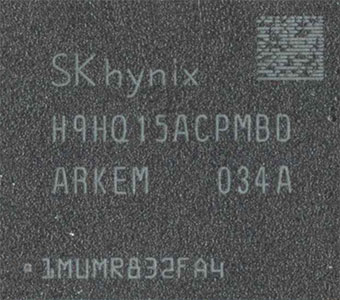 SK hynix
H9HQ15ACPMBD
ARKEM 034A
1MUMR832FA4